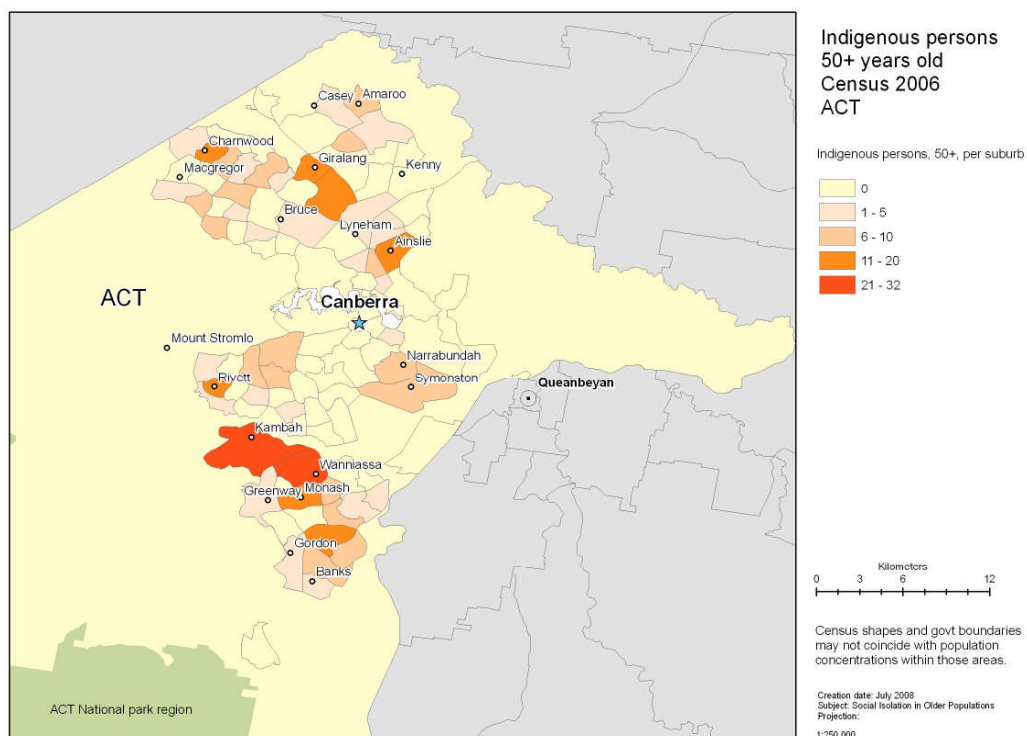 Indigenous persons
50+ years old
Census 2006
ACT
Indigenous persons, 50+, per suburb
0
1 - 5
6 - 10
11 - 20
21 - 32
Casey
Amaroo
Charnwood
Giralang
Macgregor
Kenny
Bruce
Lyneham
Ainslie
ACT
Canberra
Mount Stromlo
Narrabundah
Rivett
Symonston
Queanbeyan
Kambah
Wanniassa
Greenway
Monash
Gordon
Banks
ACT National park region
Kilometers
0 3 6 12
Census shapes and govt boundaries
may not coincide with population
concentrations within those areas.
Creation date: July 2008
Subject: Social Isolation in Older Populations
Projection:
1:250,000